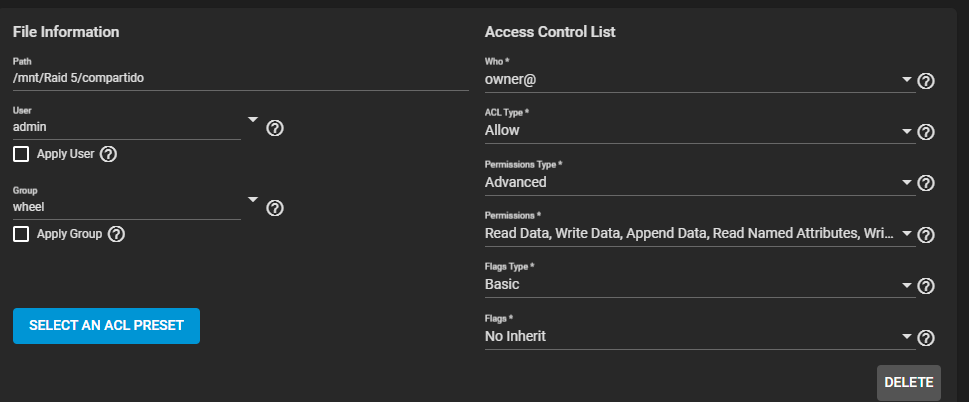 File Information
Path
/mnt/Raid 5/compartido
User
admin
Apply User
Group
wheel
Apply Group
SELECT AN ACL PRESET
Access Control List
Who *
owner@
ACL Type *
Allow
Permissions Type *
Advanced
Permissions *
Read Data, Write Data, Append Data, Read Named Attributes, Wri...
Flags Type *
Basic
Flags *
No Inherit
DELETE